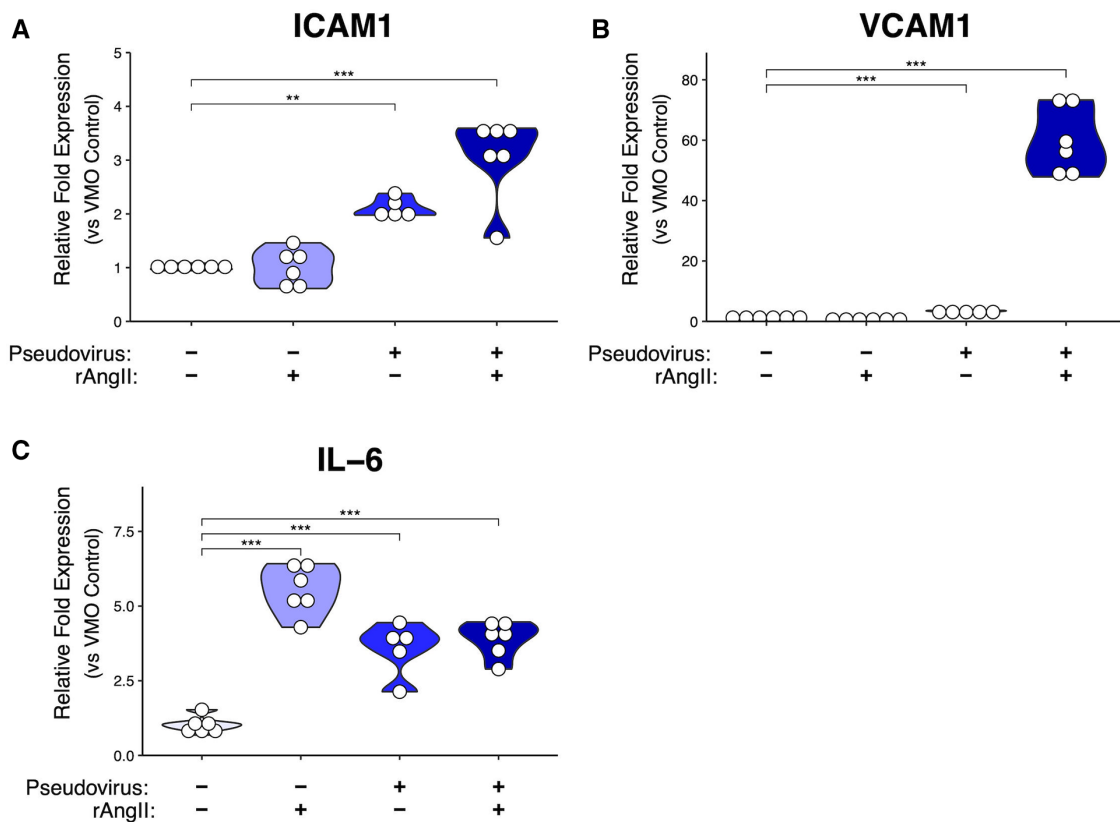 A
ICAM1
Relative Fold Expression
(vs VMO Control)
5
4
3
2
1
0
***
**
Pseudovirus: − − + +
rAngII: − + − +
B
VCAM1
Relative Fold Expression
(vs VMO Control)
80
60
40
20
0
***
***
Pseudovirus: − − + +
rAngII: − + − +
C
IL−6
Relative Fold Expression
(vs VMO Control)
7.5
5.0
2.5
0.0
***
***
***
Pseudovirus: − − + +
rAngII: − + − +